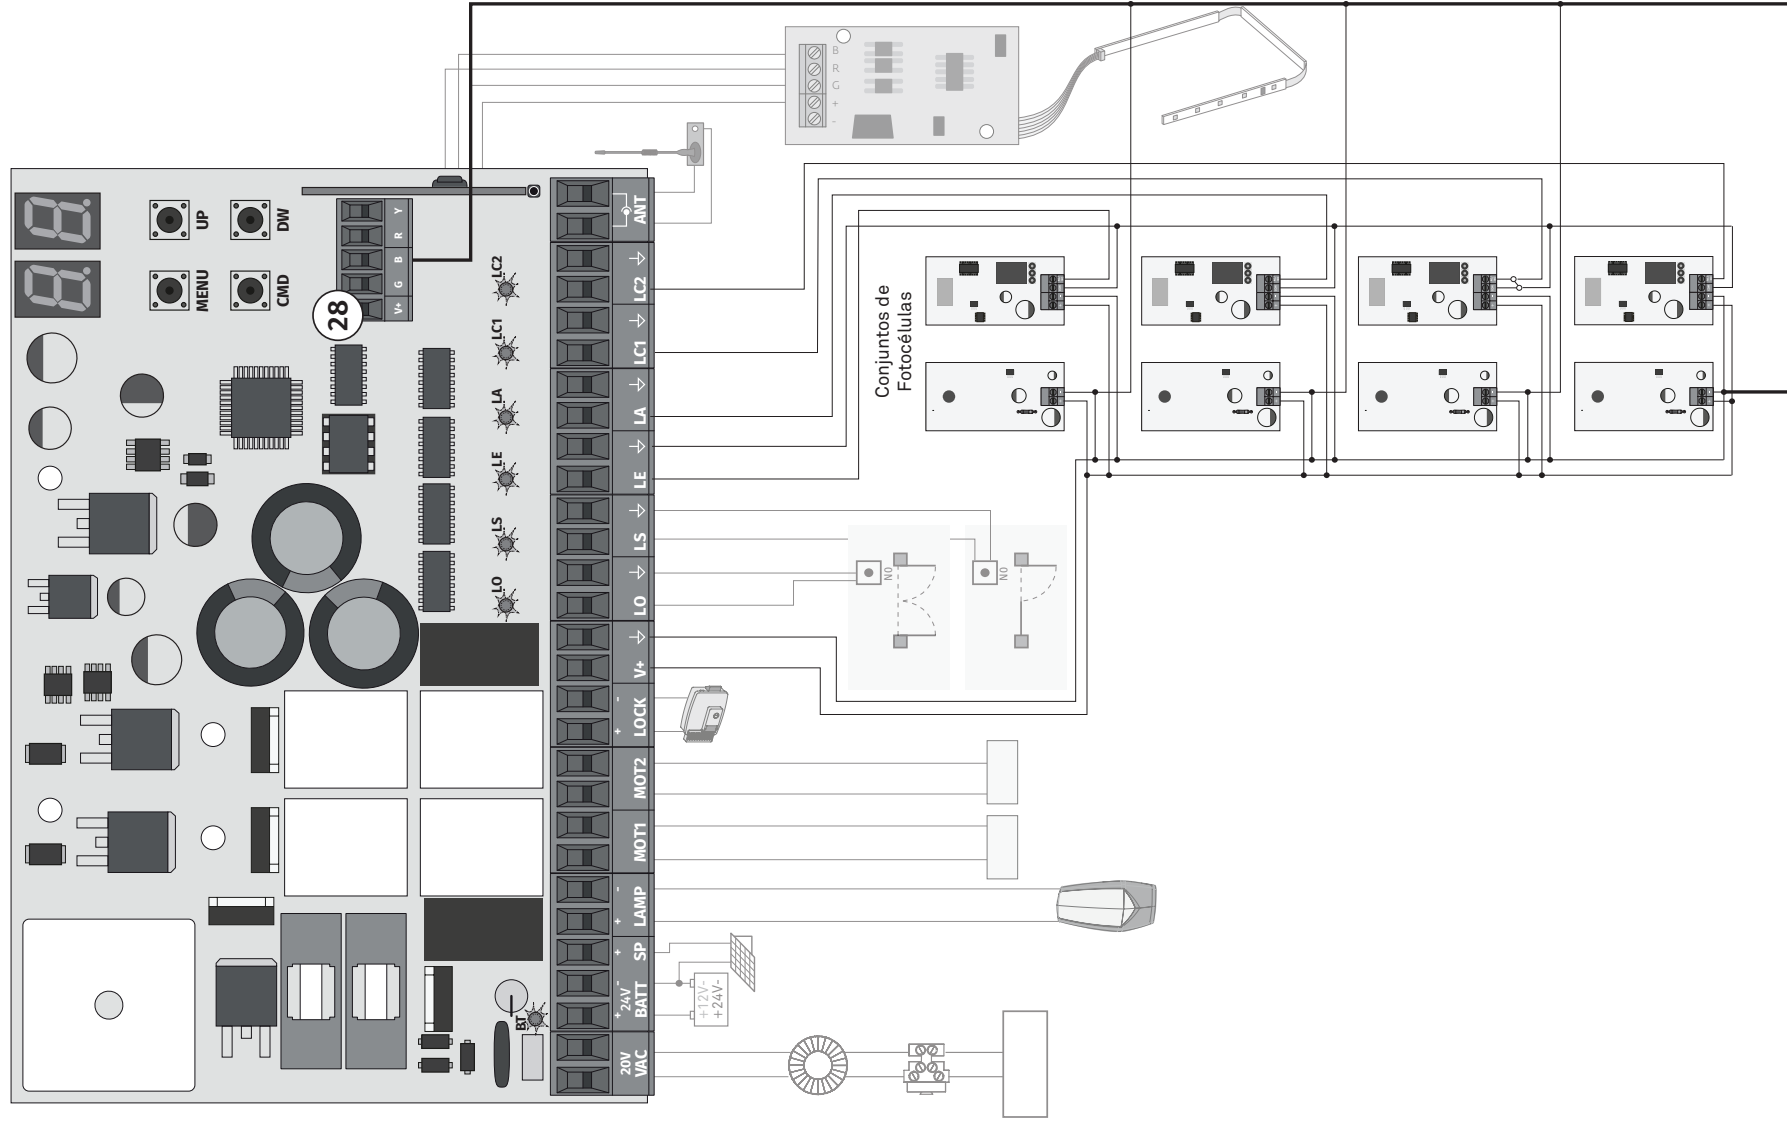 B
R
G
+
-
UP
DW
MENU
CMD
Y
R
B
G
V+
28
LC2
LC1
LA
LE
LS
LO
ANT
LC2
LC1
LA
LE
LS
LO
V+
- +
LOCK
MOT2
MOT1
- +
LAMP
+
SP
+ 24V -
BATT
20V
VAC
BT
Conjuntos de
Fotocélulas
NO
NO
+12V-
+24V-